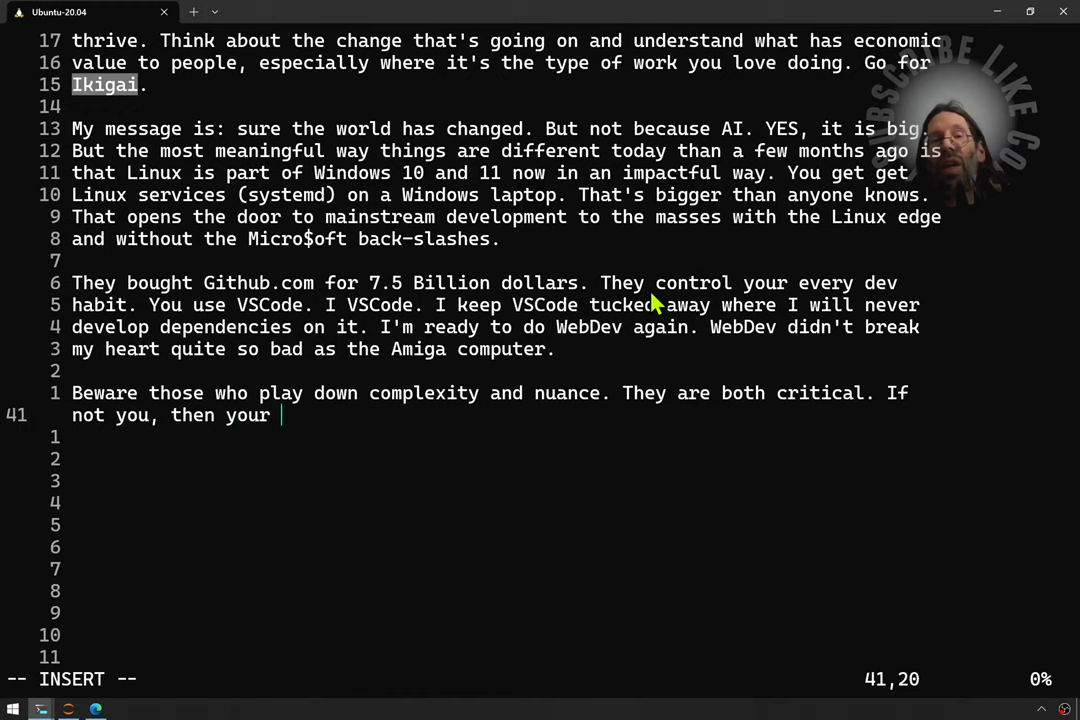 Ubuntu-20.04
17 thrive. Think about the change that's going on and understand what has economic
16 value to people, especially where it's the type of work you love doing. Go for
15 Ikigai.
14
13 My message is: sure the world has changed. But not because AI. YES, it is big.
12 But the most meaningful way things are different today than a few months ago is
11 that Linux is part of Windows 10 and 11 now in an impactful way. You get get
10 Linux services (systemd) on a Windows laptop. That's bigger than anyone knows.
9 That opens the door to mainstream development to the masses with the Linux edge
8 and without the Micro$oft back-slashes.
7
6 They bought Github.com for 7.5 Billion dollars. They control your every dev
5 habit. You use VSCode. I VSCode. I keep VSCode tucked away where I will never
4 develop dependencies on it. I'm ready to do WebDev again. WebDev didn't break
3 my heart quite so bad as the Amiga computer.
2
1 Beware those who play down complexity and nuance. They are both critical. If
41 not you, then your
1
2
3
4
5
6
7
8
9
10
11
-- INSERT -- 41,20 0%
SUBSCRIBE LIKE CO